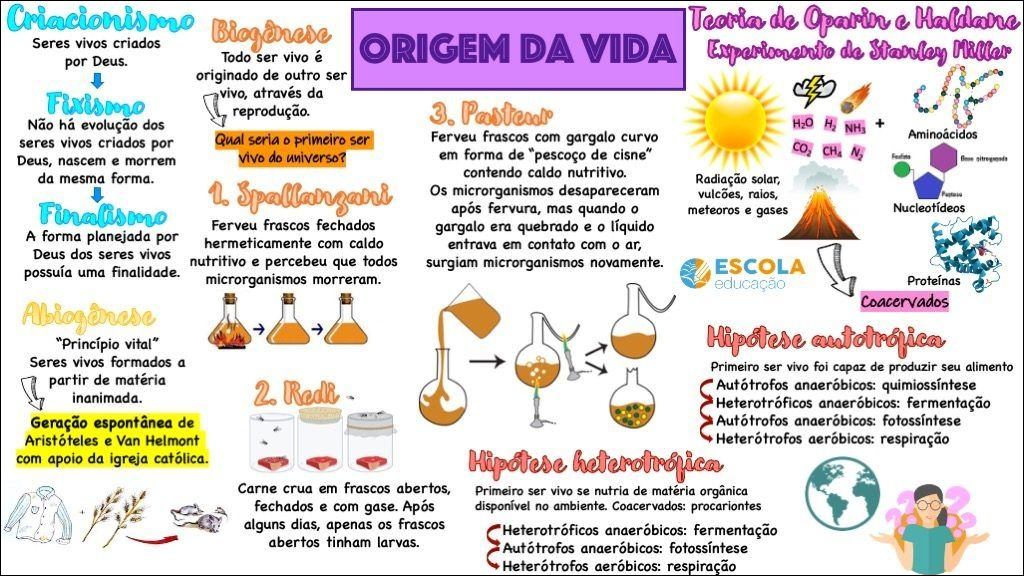 ORIGEM DA VIDA
Criacionismo
Seres vivos criados
por Deus.
Fixismo
Não há evolução dos
seres vivos criados por
Deus, nascem e morrem
da mesma forma.
Finalismo
A forma planejada por
Deus dos seres vivos
possuía uma finalidade.
Abiogênese
"Princípio vital"
Seres vivos formados a
partir de matéria
inanimada.
Geração espontânea de
Aristóteles e Van Helmont
com apoio da igreja católica.
Biogênese
Todo ser vivo é
originado de outro ser
vivo, através da
reprodução.
Qual seria o primeiro ser
vivo do universo?
1. Spallanzani
Ferveu frascos fechados
hermeticamente com caldo
nutritivo e percebeu que todos
microrganismos morreram.
2. Redi
Carne crua em frascos abertos,
fechados e com gase. Após
alguns dias, apenas os frascos
abertos tinham larvas.
3. Pasteur
Ferveu frascos com gargalo curvo
em forma de "pescoço de cisne"
contendo caldo nutritivo.
Os microrganismos desapareceram
após fervura, mas quando o
gargalo era quebrado e o líquido
entrava em contato com o ar,
surgiam microrganismos novamente.
Teoria de Oparin e Haldane
Experimento de Stanley Miller
H₂O H₂ NH₃
CO₂ CH₄ N₂
+
Radiação solar,
vulcões, raios,
meteoros e gases
Aminoácidos
Fosfato
Base nitrogenada
Pentose
Nucleotídeos
Proteínas
Coacervados
ESCOLA
educação
Hipótese autotrófica
Primeiro ser vivo foi capaz de produzir seu alimento
Autótrofos anaeróbicos: quimiossíntese
Heterotróficos anaeróbicos: fermentação
Autótrofos anaeróbicos: fotossíntese
Heterótrofos aeróbicos: respiração
Hipótese heterotrófica
Primeiro ser vivo se nutria de matéria orgânica
disponível no ambiente. Coacervados: procariontes
Heterotróficos anaeróbicos: fermentação
Autótrofos anaeróbicos: fotossíntese
Heterótrofos aeróbicos: respiração